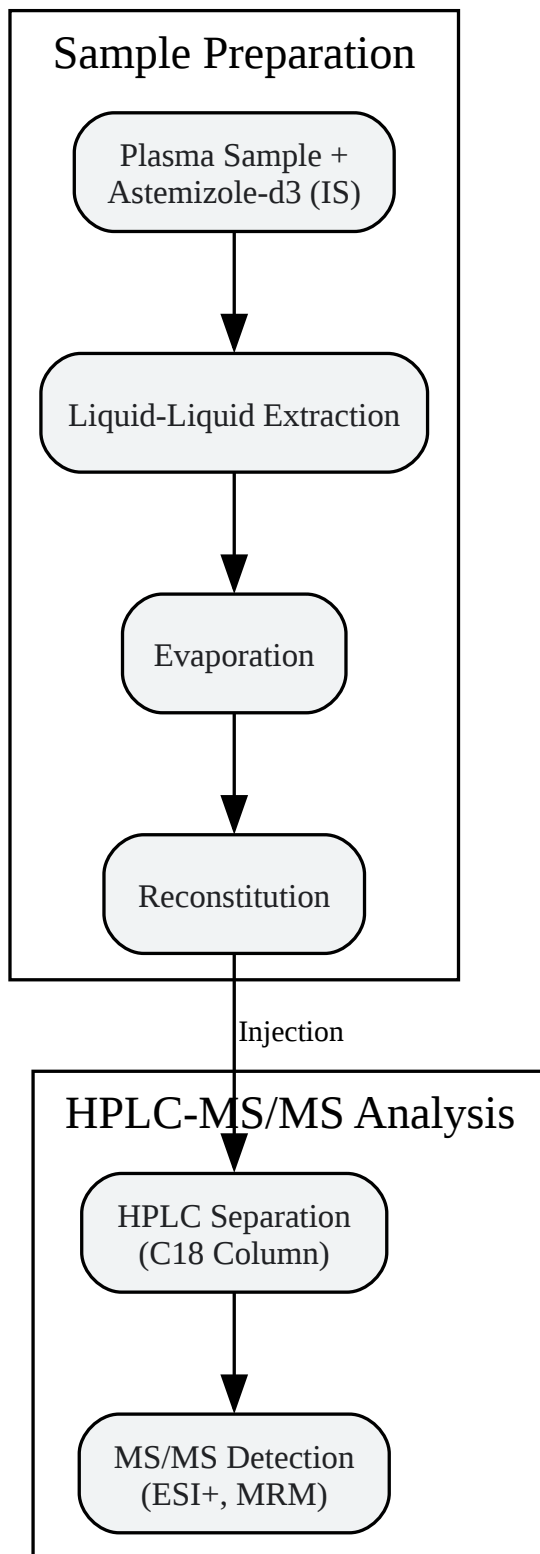 Sample Preparation
Plasma Sample +
Astemizole-d3 (IS)
Liquid-Liquid Extraction
Evaporation
Reconstitution
Injection
HPLC-MS/MS Analysis
HPLC Separation
(C18 Column)
MS/MS Detection
(ESI+, MRM)